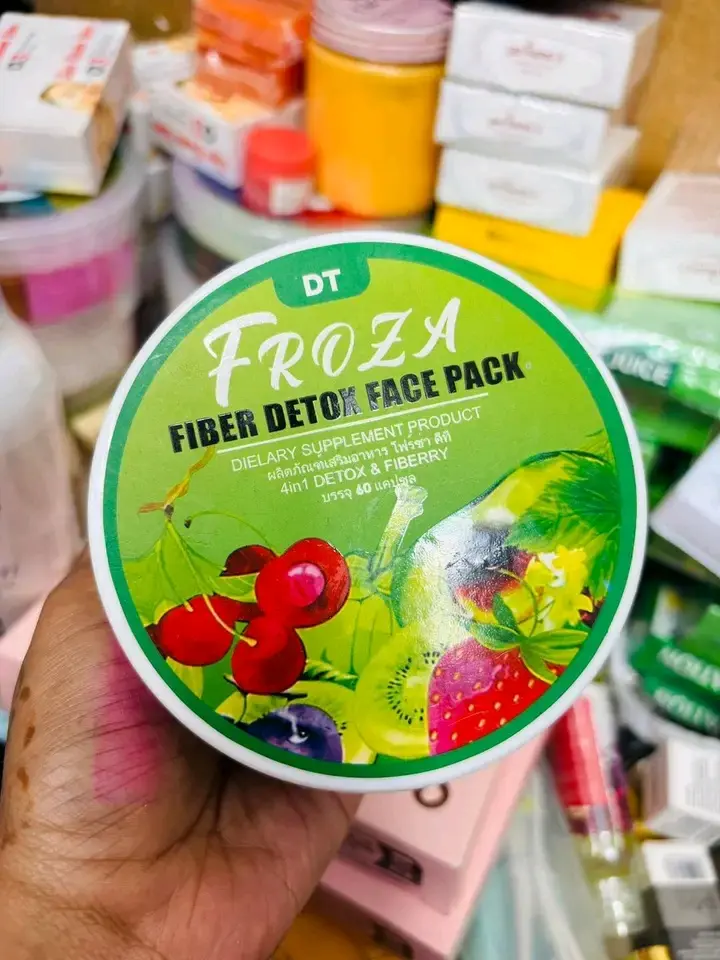 DT
FROZA
FIBER DETOX FACE PACK
DIELARY SUPPLEMENT PRODUCT
ผลิตภัณฑ์เสริมอาหาร โฟร์ซ่า ดีที
4in1 DETOX & FIBERRY
บรรจุ 60 แคปซูล
JUICE